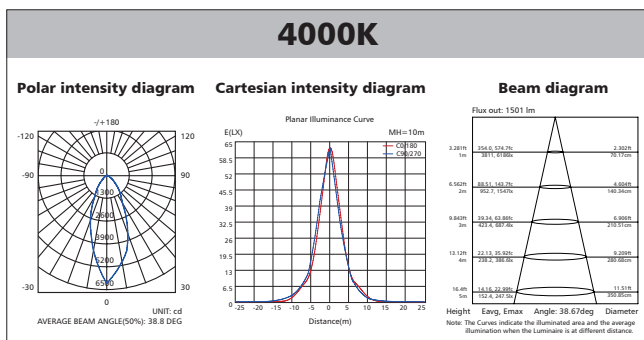 4000K
Polar intensity diagram
-/+180
-120
120
-90
90
0
1300
2600
3900
5200
6500
-30
30
0
UNIT: cd
AVERAGE BEAM ANGLE(50%): 38.8 DEG
Cartesian intensity diagram
Planar Illuminance Curve
E(LX)
MH=10m
C0/180
C90/270
65
58.5
52
45.5
39
32.5
26
19.5
13
6.5
0
-25 -20 -15 -10 -5 0 5 10 15 20 25
Distance(m)
Beam diagram
Flux out: 1501 lm
3.281ft 354.0, 574.7fc 2.302ft
1m 3811, 6186lx 70.17cm
6.562ft 88.51, 143.7fc 4.604ft
2m 952.7, 1547lx 140.34cm
9.843ft 39.34, 63.86fc 6.906ft
3m 423.4, 687.4lx 210.51cm
13.12ft 22.13, 35.92fc 9.209ft
4m 238.2, 386.6lx 280.68cm
16.4ft 14.16, 22.99fc 11.51ft
5m 152.4, 247.5lx 350.85cm
Height Eavg, Emax Angle: 38.67deg Diameter
Note: The Curves indicate the illuminated area and the average
illumination when the Luminaire is at different distance.